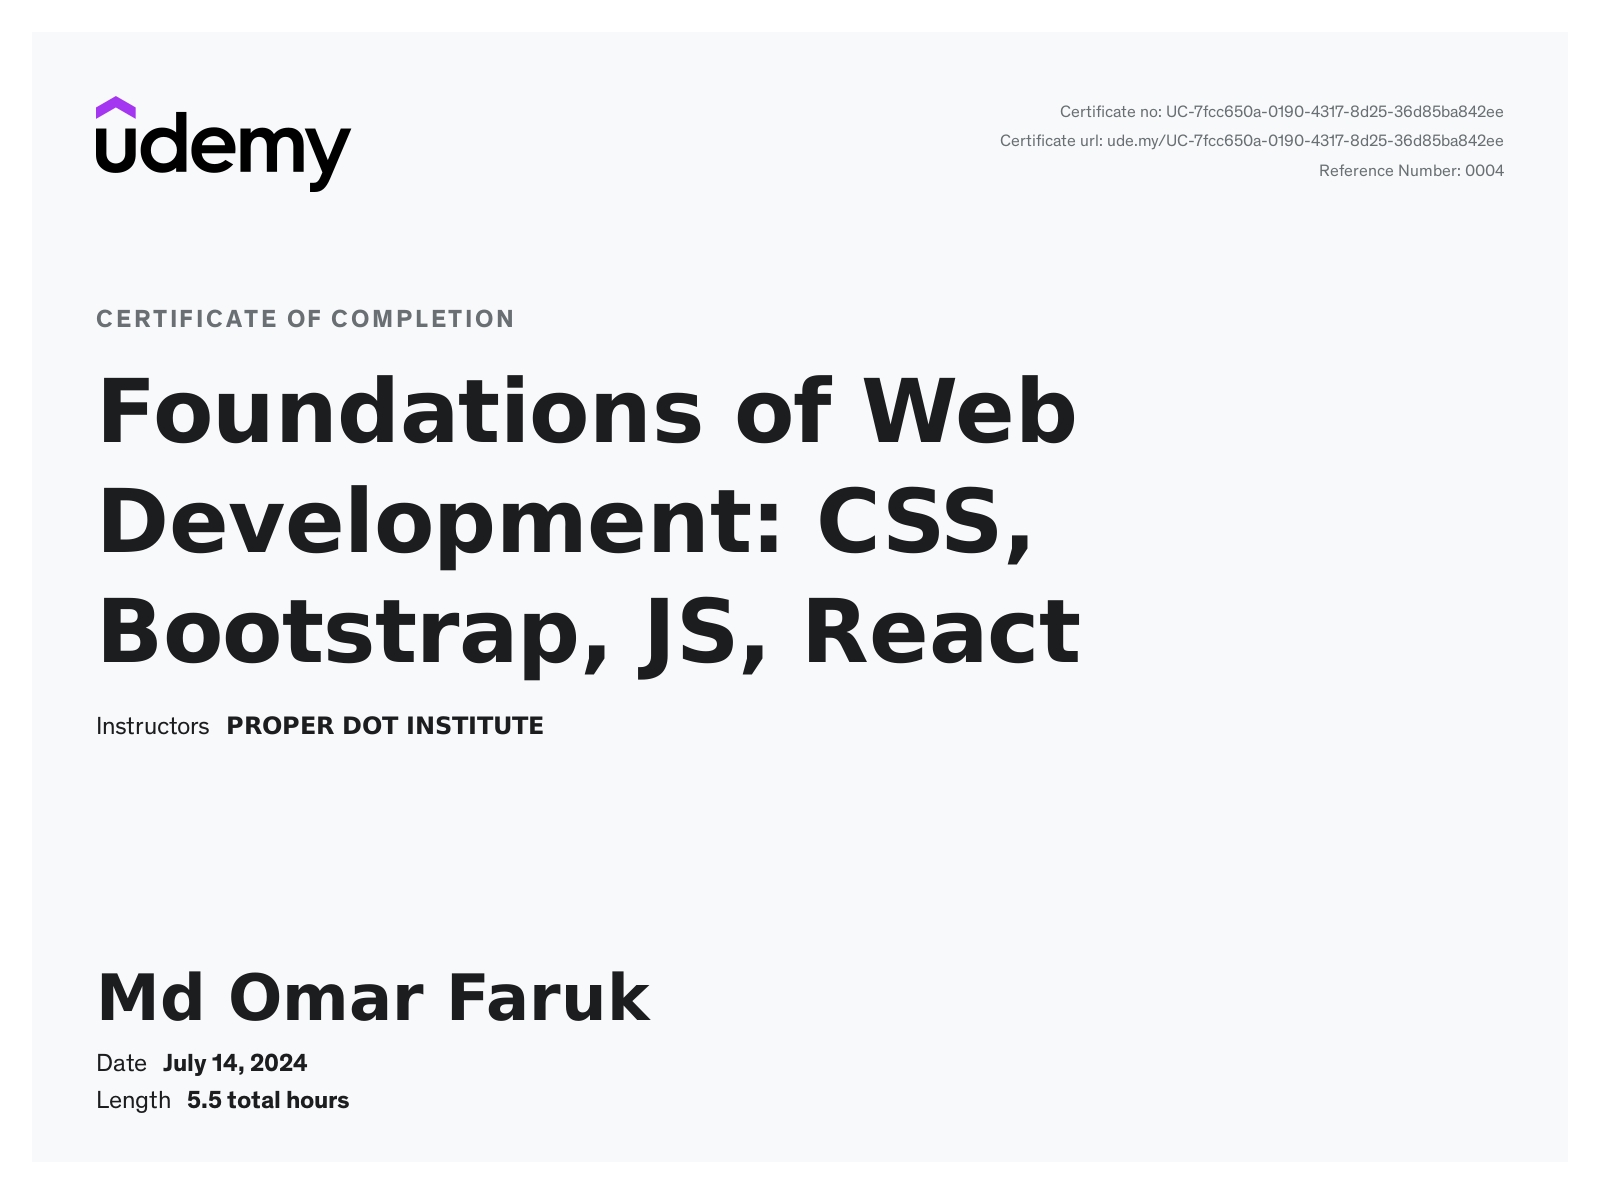 udemy
Certificate no: UC-7fcc650a-0190-4317-8d25-36d85ba842ee
Certificate url: ude.my/UC-7fcc650a-0190-4317-8d25-36d85ba842ee
Reference Number: 0004
CERTIFICATE OF COMPLETION
Foundations of Web
Development: CSS,
Bootstrap, JS, React
Instructors PROPER DOT INSTITUTE
Md Omar Faruk
Date July 14, 2024
Length 5.5 total hours